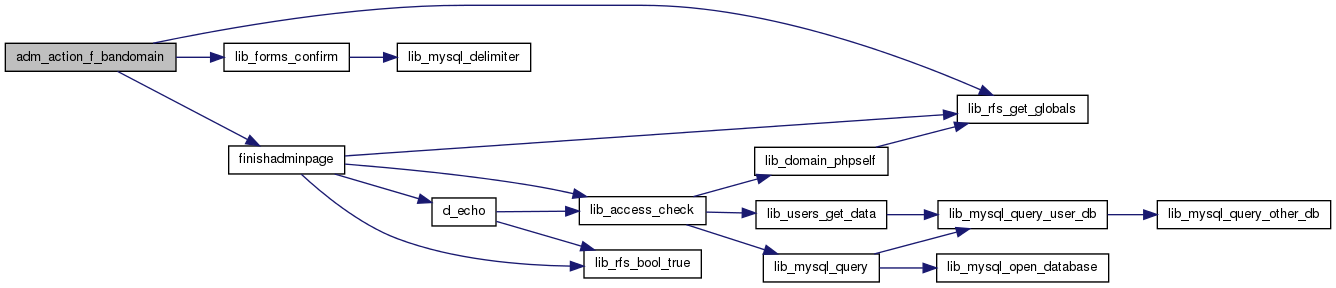 adm_action_f_bandomain
lib_forms_confirm
lib_mysql_delimiter
lib_rfs_get_globals
finishadminpage
lib_domain_phpself
cl_echo
lib_access_check
lib_users_get_data
lib_mysql_query_user_db
lib_mysql_query_other_db
lib_rfs_bool_true
lib_mysql_query
lib_mysql_open_database